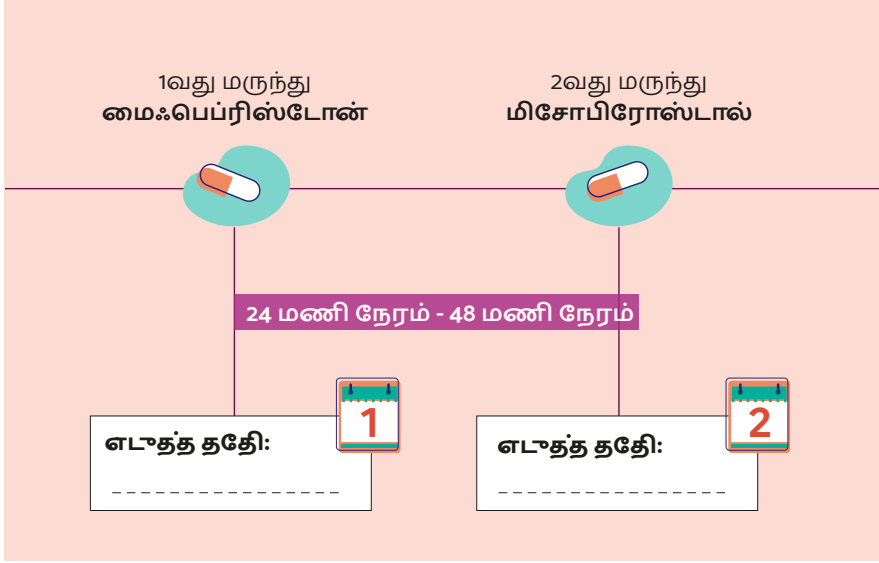 1வது மருந்து
மைஃபெப்ரிஸ்டோன்
2வது மருந்து
மிசோபிரோஸ்டால்
24 மணி நேரம் - 48 மணி நேரம்
1
எடுத்த தேதி:
2
எடுத்த தேதி: